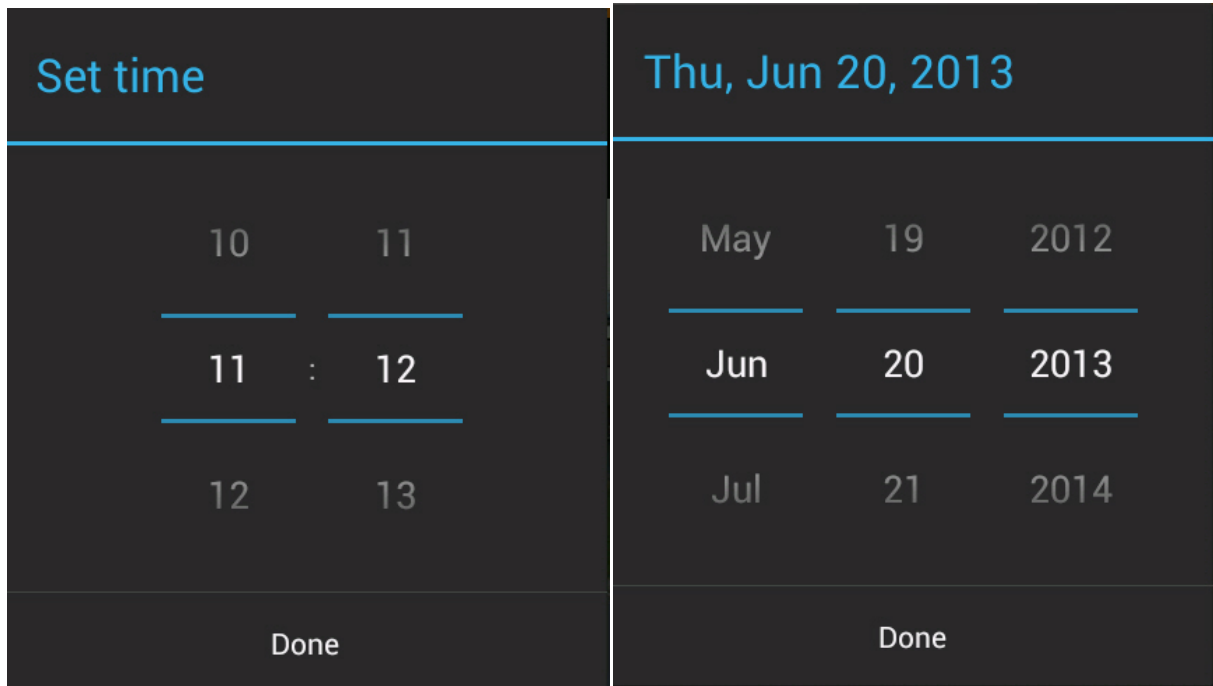 Set time
10 11
11 : 12
12 13
Done
Thu, Jun 20, 2013
May 19 2012
Jun 20 2013
Jul 21 2014
Done